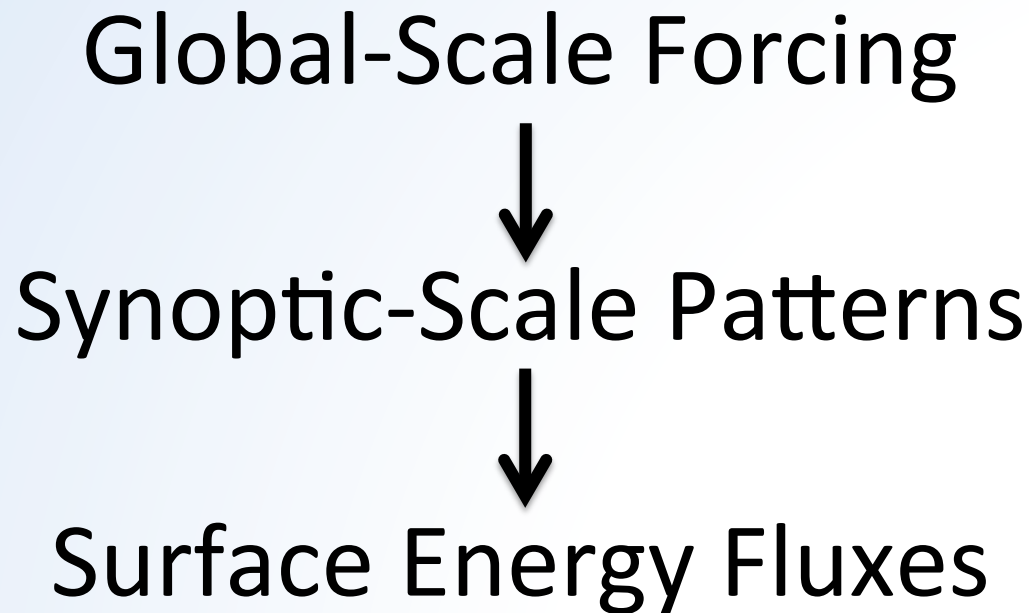 Global-Scale Forcing
Synoptic-Scale Patterns
Surface Energy Fluxes